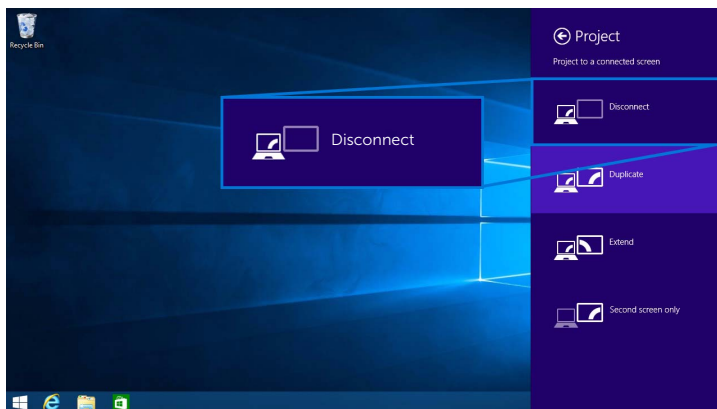 Recycle Bin
Project
Project to a connected screen
Disconnect
Disconnect
Duplicate
Extend
Second screen only